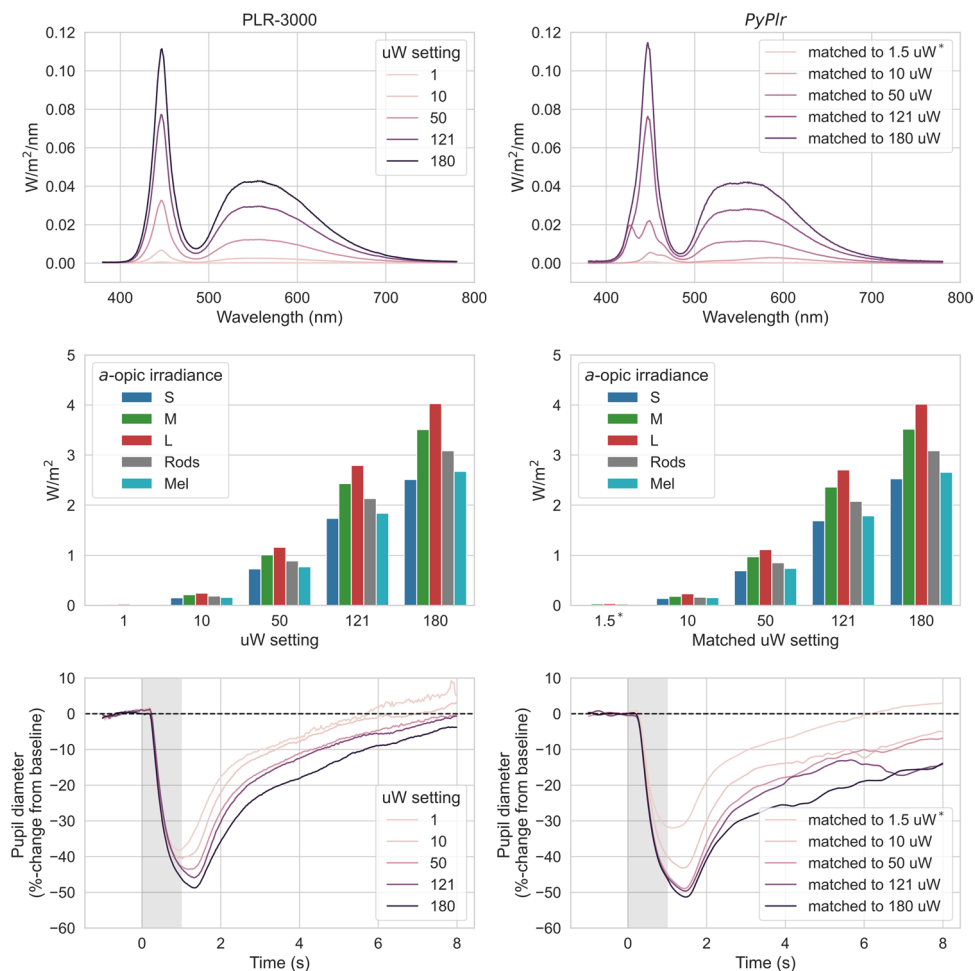 PLR-3000
PyPlr
0.12
0.10
0.08
0.06
0.04
0.02
0.00
W/m²/nm
400
500
600
700
800
Wavelength (nm)
uW setting
1
10
50
121
180
0.12
0.10
0.08
0.06
0.04
0.02
0.00
W/m²/nm
400
500
600
700
800
Wavelength (nm)
matched to 1.5 uW*
matched to 10 uW
matched to 50 uW
matched to 121 uW
matched to 180 uW
5
4
3
2
1
0
W/m²
a-opic irradiance
S
M
L
Rods
Mel
1
10
50
121
180
uW setting
5
4
3
2
1
0
W/m²
a-opic irradiance
S
M
L
Rods
Mel
1.5*
10
50
121
180
Matched uW setting
10
0
−10
−20
−30
−40
−50
−60
Pupil diameter
(%-change from baseline)
uW setting
1
10
50
121
180
0
2
4
6
8
Time (s)
10
0
−10
−20
−30
−40
−50
−60
Pupil diameter
(%-change from baseline)
matched to 1.5 uW*
matched to 10 uW
matched to 50 uW
matched to 121 uW
matched to 180 uW
0
2
4
6
8
Time (s)